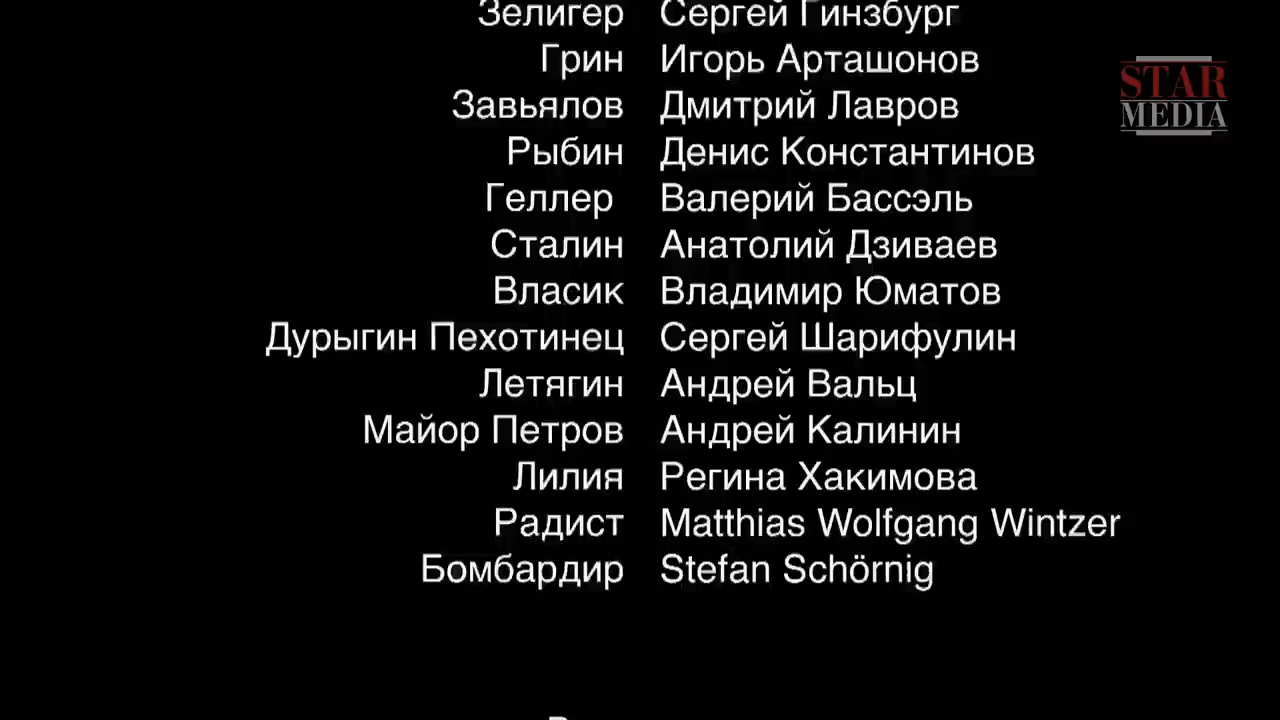 Зелигер Сергей Гинзбург
Грин Игорь Арташонов
Завьялов Дмитрий Лавров
Рыбин Денис Константинов
Геллер Валерий Бассэль
Сталин Анатолий Дзиваев
Власик Владимир Юматов
Дурыгин Пехотинец Сергей Шарифулин
Летягин Андрей Вальц
Майор Петров Андрей Калинин
Лилия Регина Хакимова
Радист Matthias Wolfgang Wintzer
Бомбардир Stefan Schörnig
STAR
MEDIA